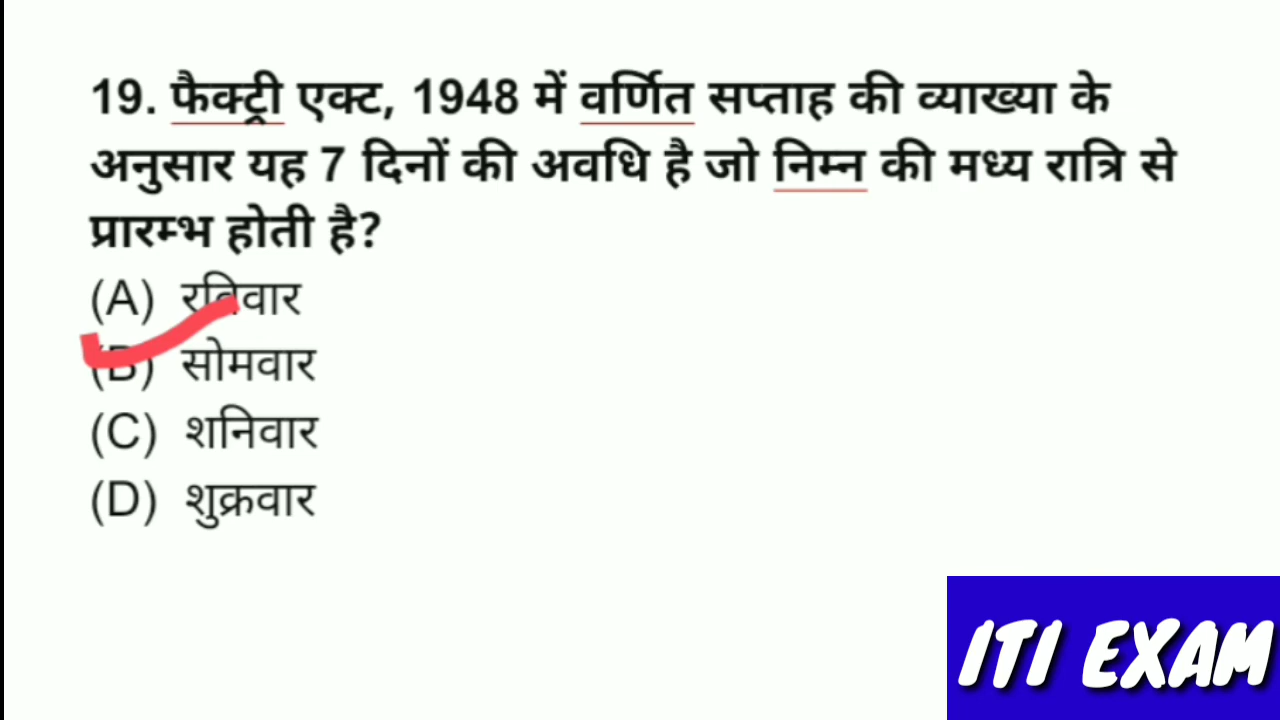 19. फैक्ट्री एक्ट, 1948 में वर्णित सप्ताह की व्याख्या के
अनुसार यह 7 दिनों की अवधि है जो निम्न की मध्य रात्रि से
प्रारम्भ होती है?
(A) रविवार
(B) सोमवार
(C) शनिवार
(D) शुक्रवार
ITI EXAM